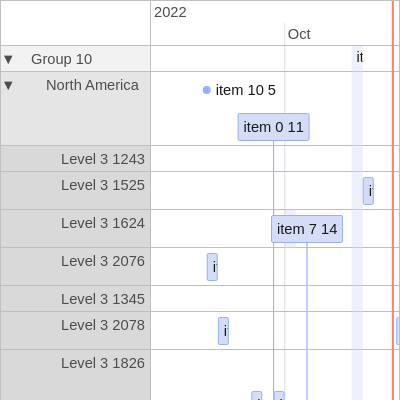 2022
Oct
▼ Group 10
it
▼ North America
item 10 5
item 0 11
Level 3 1243
Level 3 1525
i
Level 3 1624
item 7 14
Level 3 2076
i
Level 3 1345
Level 3 2078
i
Level 3 1826